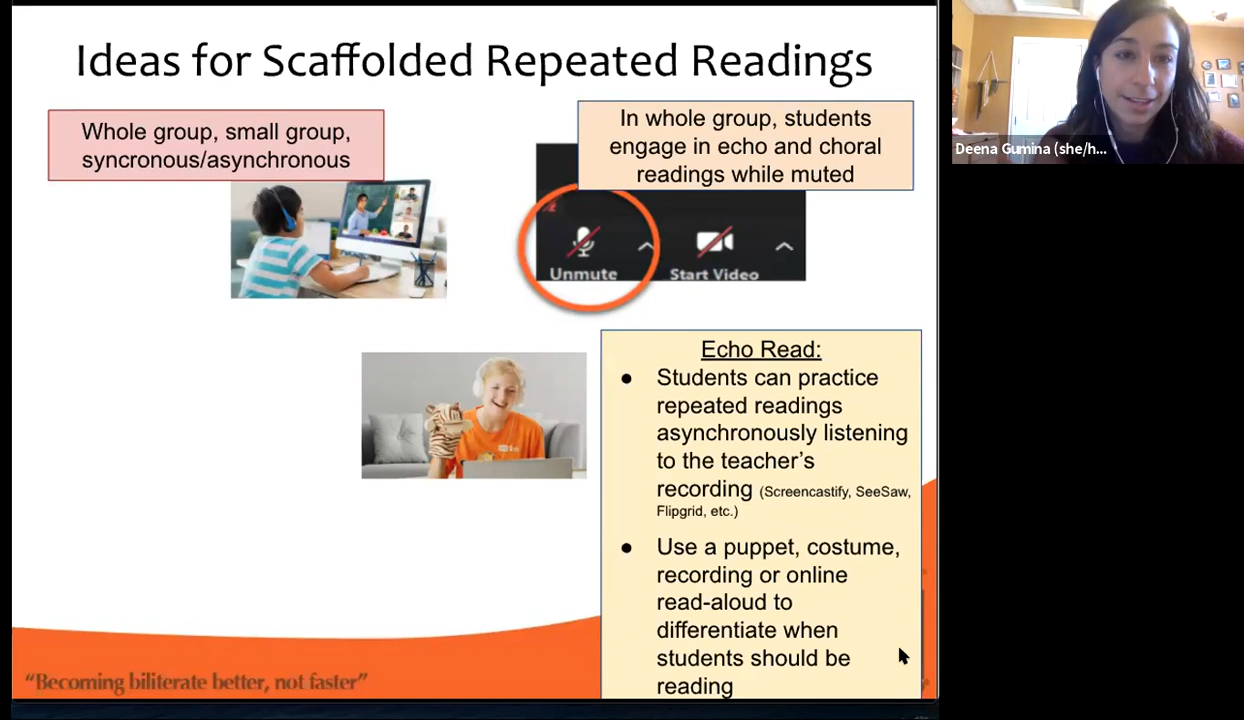 Ideas for Scaffolded Repeated Readings
Whole group, small group,
syncronous/asynchronous
In whole group, students
engage in echo and choral
readings while muted
Unmute
Start Video
Echo Read:
● Students can practice
repeated readings
asynchronously listening
to the teacher's
recording (Screencastify, SeeSaw,
Flipgrid, etc.)
● Use a puppet, costume,
recording or online
read-aloud to
differentiate when
students should be
reading
“Becoming biliterate better, not faster”
Deena Gumina (she/h...